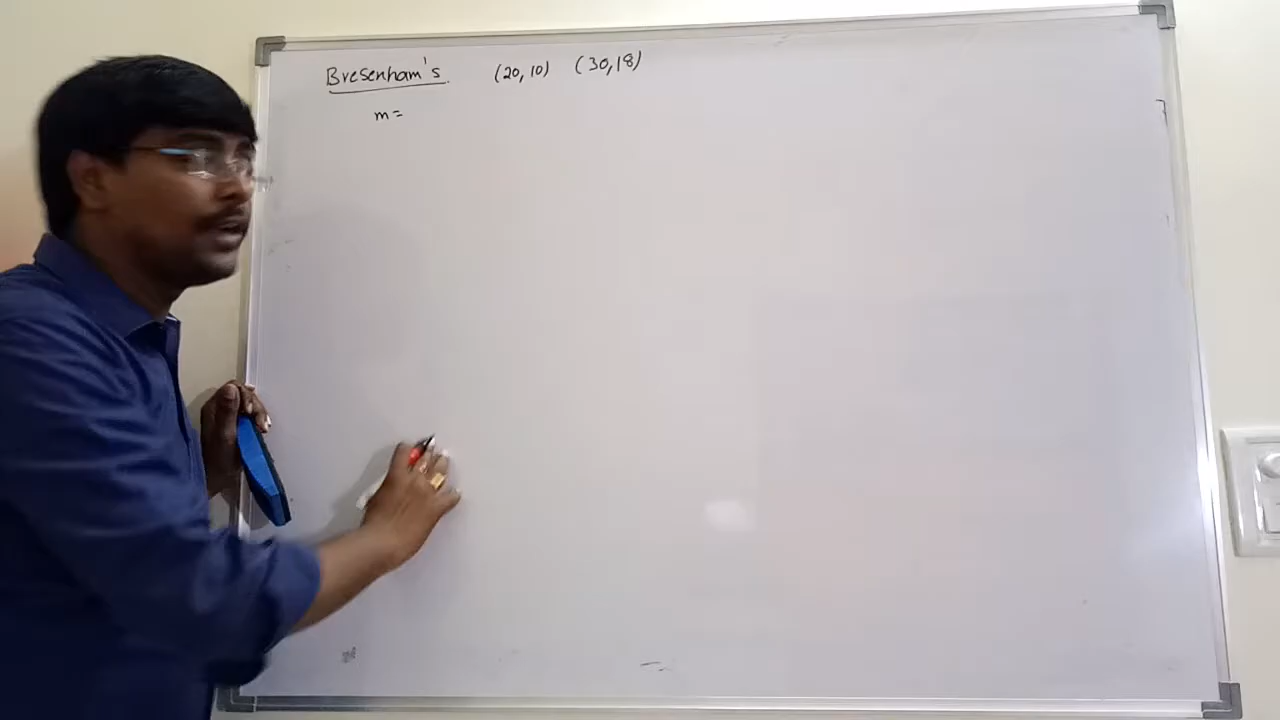 Bresenham's (20, 10) (30, 18)
m=